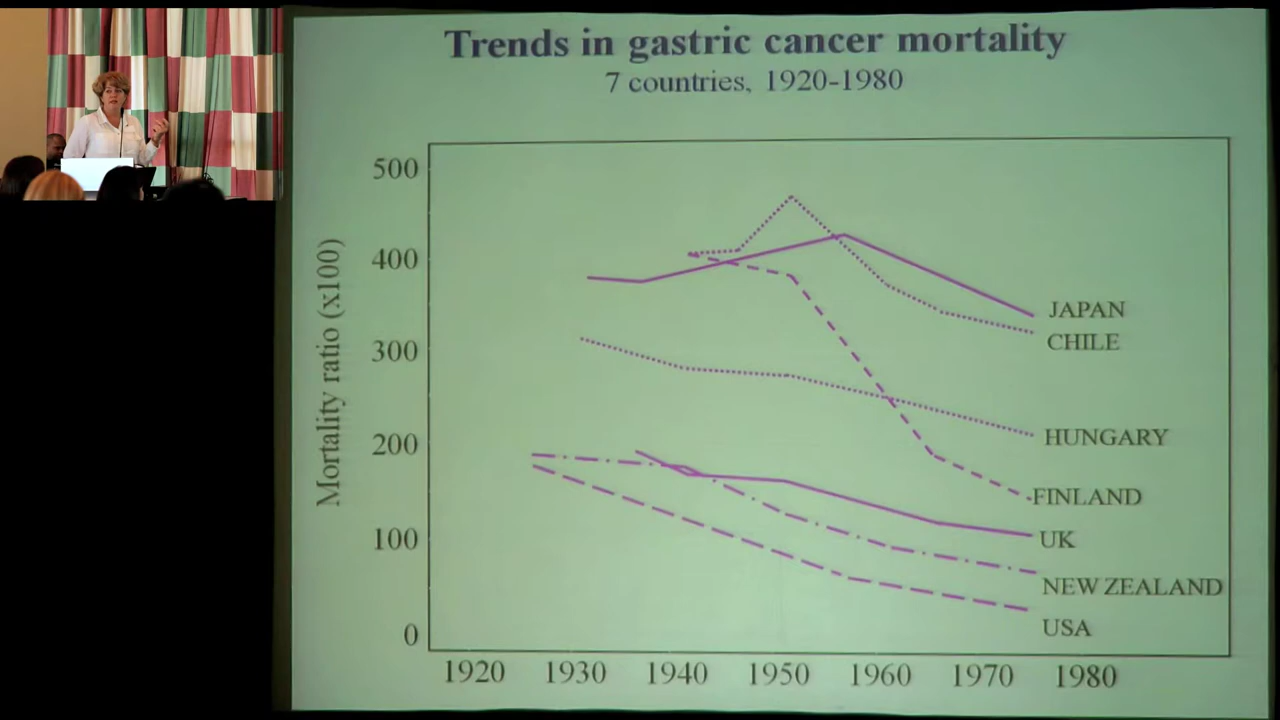 Trends in gastric cancer mortality
7 countries, 1920-1980
Mortality ratio (x100)
500
400
300
200
100
0
JAPAN
CHILE
HUNGARY
FINLAND
UK
NEW ZEALAND
USA
1920 1930 1940 1950 1960 1970 1980